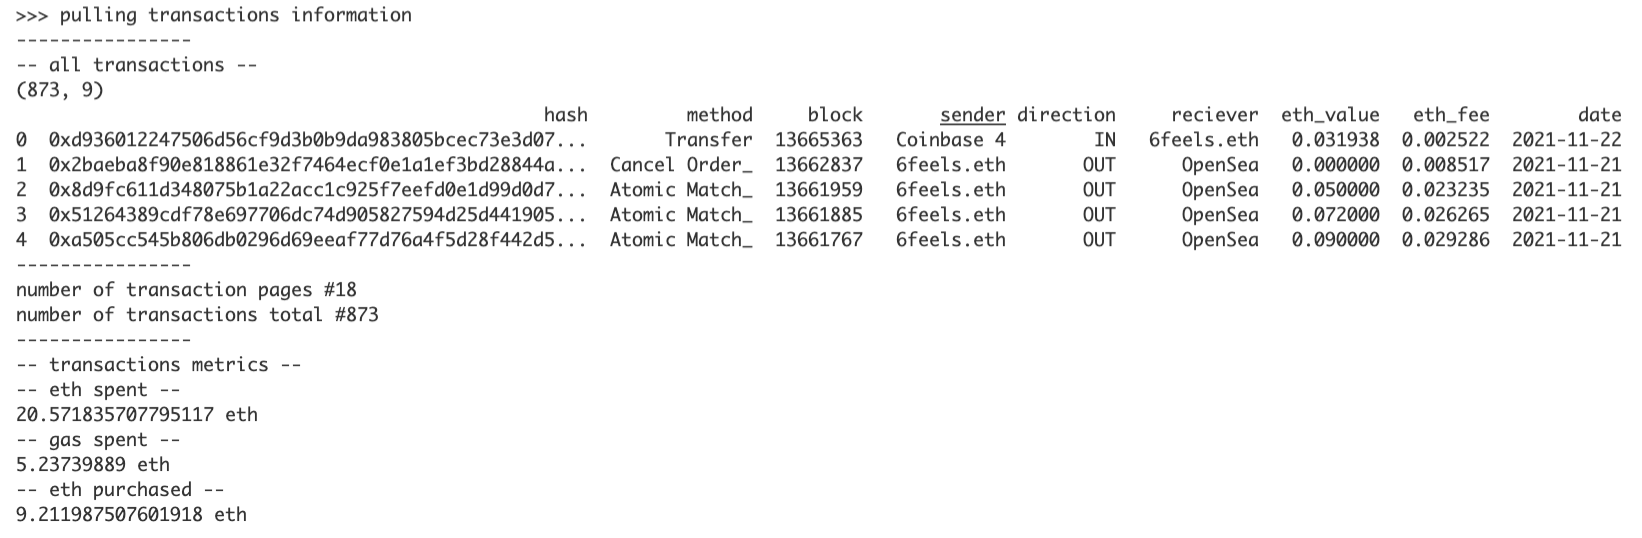 >>> pulling transactions information
----------------
-- all transactions --
(873, 9)
hash method block sender direction reciever eth_value eth_fee date
0 0xd936012247506d56cf9d3b0b9da983805bcec73e3d07... Transfer 13665363 Coinbase 4 IN 6feels.eth 0.031938 0.002522 2021-11-22
1 0x2baeba8f90e818861e32f7464ecf0e1a1ef3bd28844a... Cancel Order_ 13662837 6feels.eth OUT OpenSea 0.000000 0.008517 2021-11-21
2 0x8d9fc611d348075b1a22acc1c925f7eefd0e1d99d0d7... Atomic Match_ 13661959 6feels.eth OUT OpenSea 0.050000 0.023235 2021-11-21
3 0x51264389cdf78e697706dc74d905827594d25d441905... Atomic Match_ 13661885 6feels.eth OUT OpenSea 0.072000 0.026265 2021-11-21
4 0xa505cc545b806db0296d69eeaf77d76a4f5d28f442d5... Atomic Match_ 13661767 6feels.eth OUT OpenSea 0.090000 0.029286 2021-11-21
----------------
number of transaction pages #18
number of transactions total #873
----------------
-- transactions metrics --
-- eth spent --
20.571835707795117 eth
-- gas spent --
5.23739889 eth
-- eth purchased --
9.211987507601918 eth